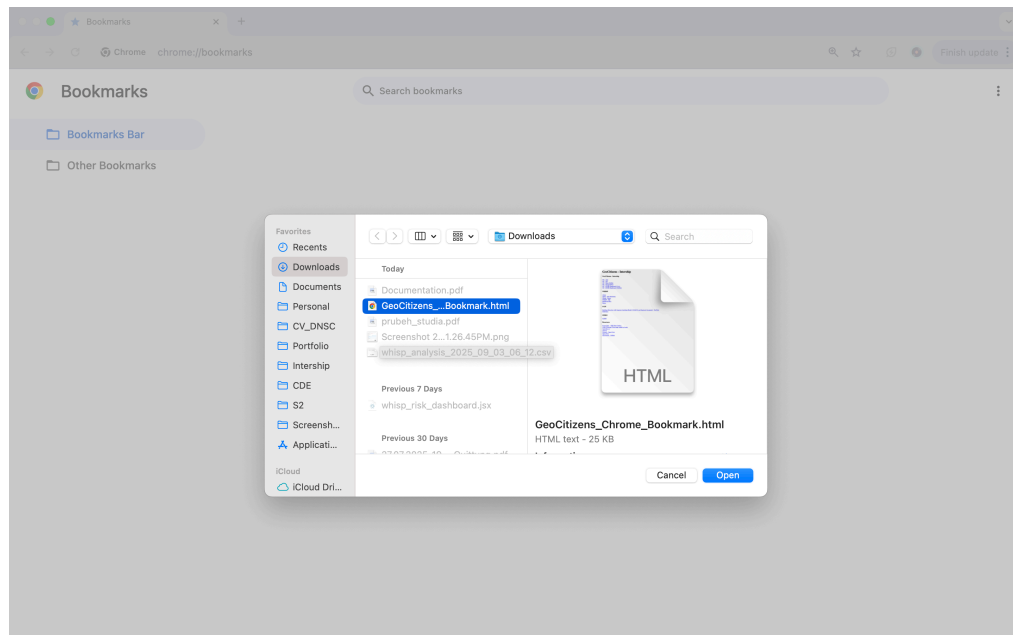 Bookmarks
Chrome chrome://bookmarks
Finish update
Bookmarks
Search bookmarks
Bookmarks Bar
Other Bookmarks
Favorites
Recents
Downloads
Documents
Personal
CV_DNSC
Portfolio
Intership
CDE
S2
Screensh...
Applicati...
iCloud
iCloud Dri...
Downloads
Search
Today
Documentation.pdf
GeoCitizens_...Bookmark.html
prubeh_studia.pdf
Screenshot 2...1.26.45PM.png
whisp_analysis_2025_09_03_06_12.csv
Previous 7 Days
whisp_risk_dashboard.jsx
Previous 30 Days
HTML
GeoCitizens_Chrome_Bookmark.html
HTML text - 25 KB
Cancel
Open